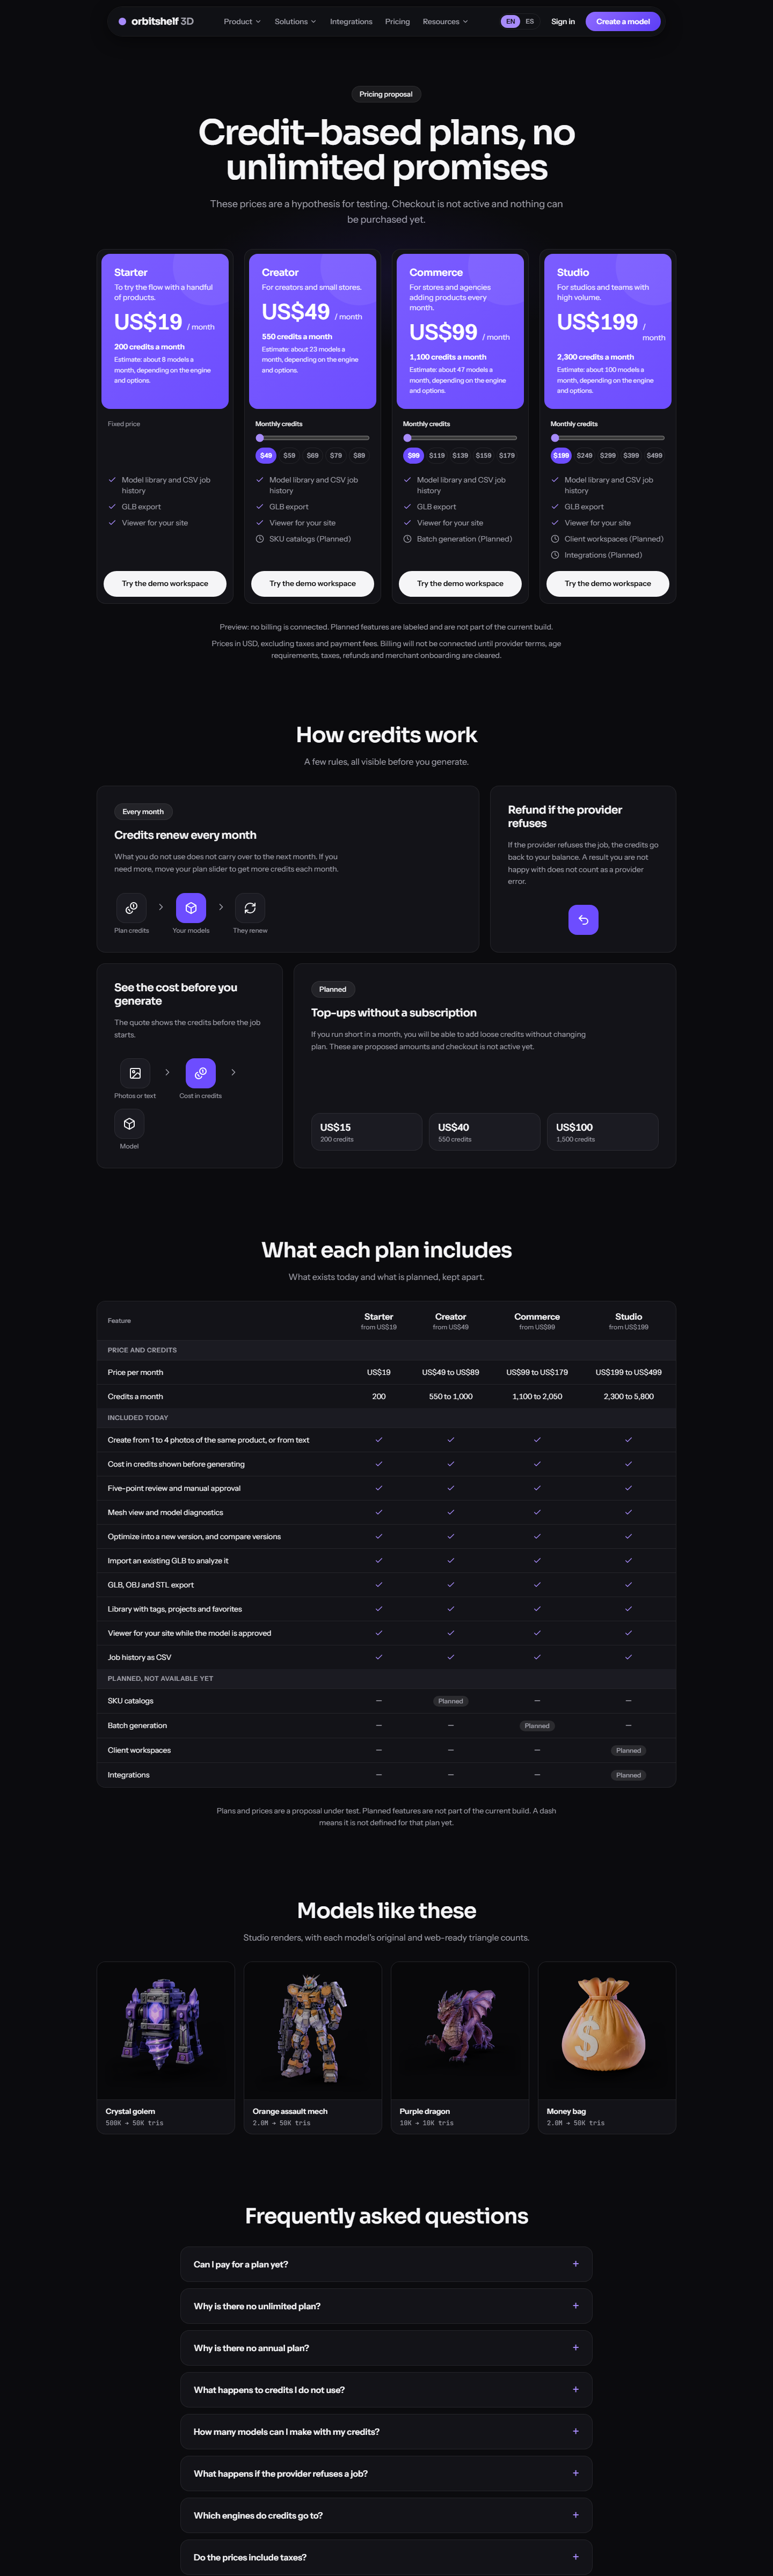 orbitshelf 3D
Product
Solutions
Integrations
Pricing
Resources
EN
ES
Sign in
Create a model
Pricing proposal
Credit-based plans, no
unlimited promises
These prices are a hypothesis for testing. Checkout is not active and nothing can
be purchased yet.
Starter
To try the flow with a handful
of products.
US$19 / month
200 credits a month
Estimate: about 8 models a
month, depending on the engine
and options.
Fixed price
Model library and CSV job
history
GLB export
Viewer for your site
Try the demo workspace
Creator
For creators and small stores.
US$49 / month
550 credits a month
Estimate: about 23 models a
month, depending on the engine
and options.
Monthly credits
$49 $59 $69 $79 $89
Model library and CSV job
history
GLB export
Viewer for your site
SKU catalogs (Planned)
Try the demo workspace
Commerce
For stores and agencies
adding products every
month.
US$99 / month
1,100 credits a month
Estimate: about 47 models a
month, depending on the engine
and options.
Monthly credits
$99 $119 $139 $159 $179
Model library and CSV job
history
GLB export
Viewer for your site
Batch generation (Planned)
Try the demo workspace
Studio
For studios and teams with
high volume.
US$199 /
month
2,300 credits a month
Estimate: about 100 models a
month, depending on the engine
and options.
Monthly credits
$199 $249 $299 $399 $499
Model library and CSV job
history
GLB export
Viewer for your site
Client workspaces (Planned)
Integrations (Planned)
Try the demo workspace
Preview: no billing is connected. Planned features are labeled and are not part of the current build.
Prices in USD, excluding taxes and payment fees. Billing will not be connected until provider terms, age
requirements, taxes, refunds and merchant onboarding are cleared.
How credits work
A few rules, all visible before you generate.
Every month
Credits renew every month
What you do not use does not carry over to the next month. If you
need more, move your plan slider to get more credits each month.
Plan credits
Your models
They renew
Refund if the provider
refuses
If the provider refuses the job, the credits go
back to your balance. A result you are not
happy with does not count as a provider
error.
See the cost before you
generate
The quote shows the credits before the job
starts.
Photos or text
Cost in credits
Model
Planned
Top-ups without a subscription
If you run short in a month, you will be able to add loose credits without changing
plan. These are proposed amounts and checkout is not active yet.
US$15
200 credits
US$40
550 credits
US$100
1,500 credits
What each plan includes
What exists today and what is planned, kept apart.
Feature
Starter
from US$19
Creator
from US$49
Commerce
from US$99
Studio
from US$199
PRICE AND CREDITS
Price per month US$19 US$49 to US$89 US$99 to US$179 US$199 to US$499
Credits a month 200 550 to 1,000 1,100 to 2,050 2,300 to 5,800
INCLUDED TODAY
Create from 1 to 4 photos of the same product, or from text
Cost in credits shown before generating
Five-point review and manual approval
Mesh view and model diagnostics
Optimize into a new version, and compare versions
Import an existing GLB to analyze it
GLB, OBJ and STL export
Library with tags, projects and favorites
Viewer for your site while the model is approved
Job history as CSV
PLANNED, NOT AVAILABLE YET
SKU catalogs — Planned — —
Batch generation — — Planned —
Client workspaces — — — Planned
Integrations — — — Planned
Plans and prices are a proposal under test. Planned features are not part of the current build. A dash
means it is not defined for that plan yet.
Models like these
Studio renders, with each model's original and web-ready triangle counts.
$
Crystal golem
500K → 50K tris
Orange assault mech
2.0M → 50K tris
Purple dragon
10K → 10K tris
Money bag
2.0M → 50K tris
Frequently asked questions
Can I pay for a plan yet?
Why is there no unlimited plan?
Why is there no annual plan?
What happens to credits I do not use?
How many models can I make with my credits?
What happens if the provider refuses a job?
Which engines do credits go to?
Do the prices include taxes?